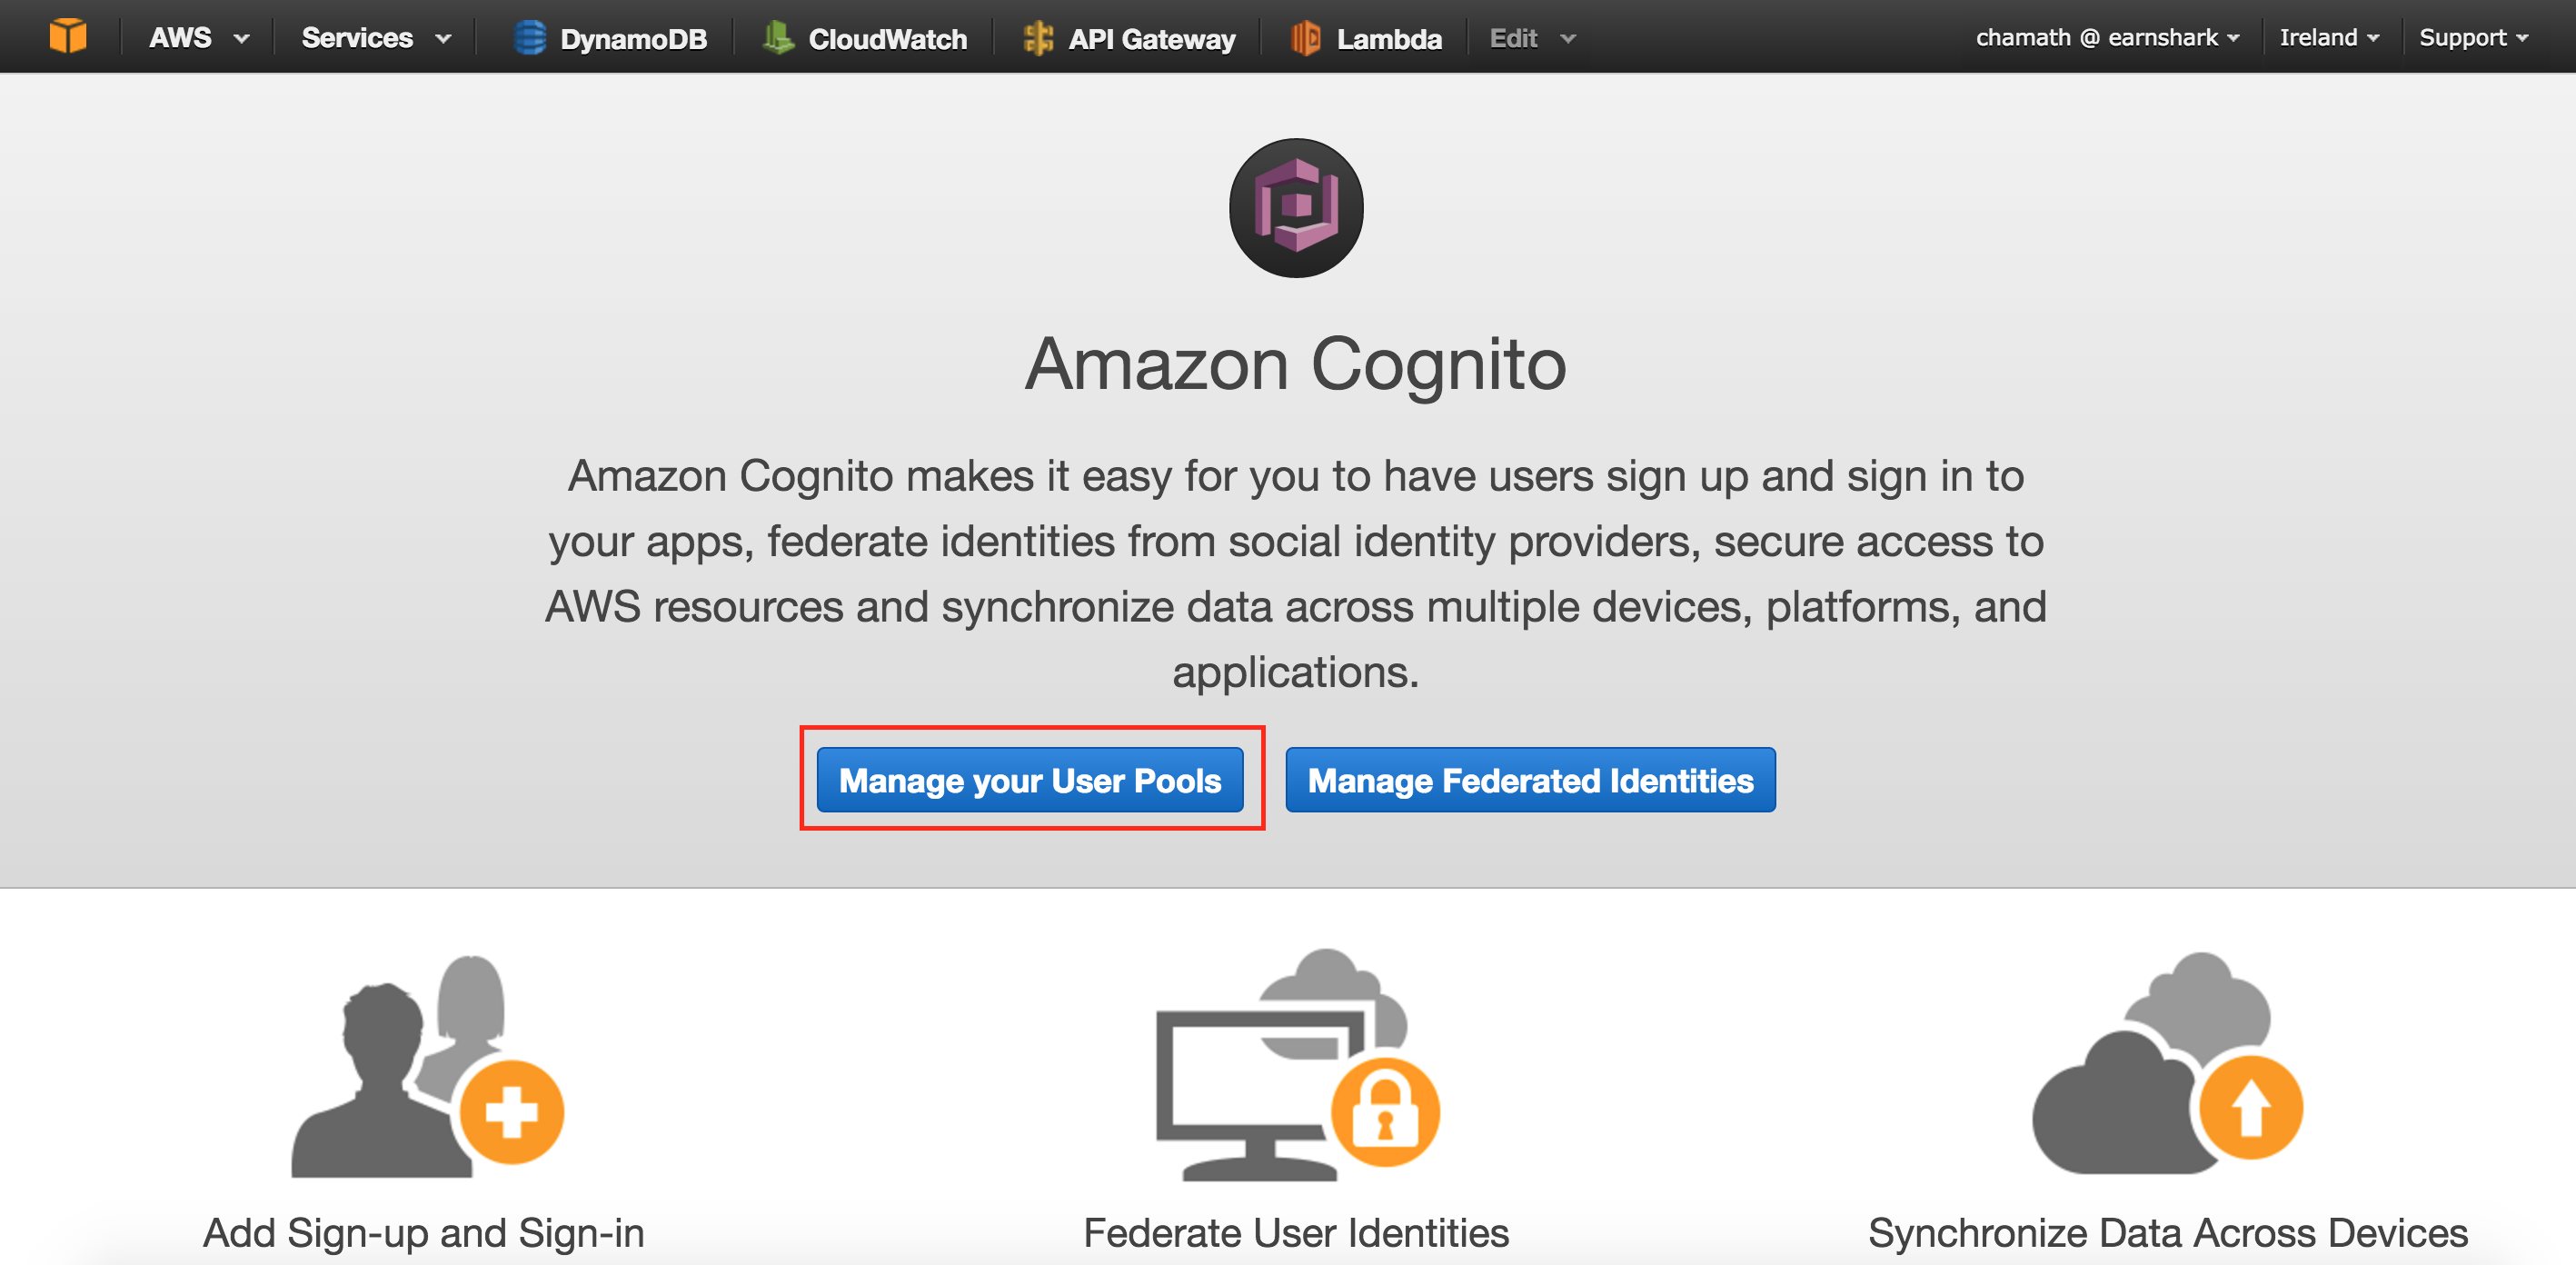 AWS Services DynamoDB CloudWatch API Gateway Lambda Edit chamath @ earnshark Ireland Support
Amazon Cognito
Amazon Cognito makes it easy for you to have users sign up and sign in to
your apps, federate identities from social identity providers, secure access to
AWS resources and synchronize data across multiple devices, platforms, and
applications.
Manage your User Pools Manage Federated Identities
Add Sign-up and Sign-in Federate User Identities Synchronize Data Across Devices